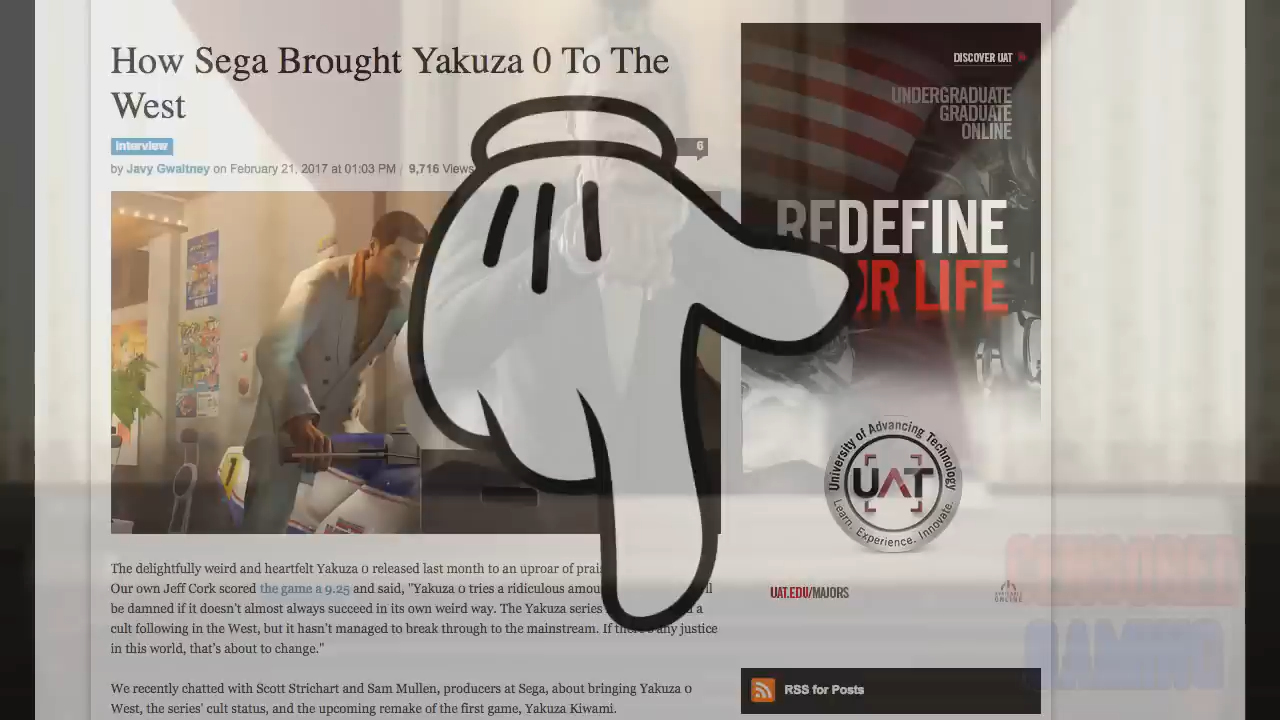 How Sega Brought Yakuza 0 To The
West
Interview
6
by Javy Gwaltney on February 21, 2017 at 01:03 PM / 9,716 Views
The delightfully weird and heartfelt Yakuza 0 released last month to an uproar of
Our own Jeff Cork scored the game a 9.25 and said, "Yakuza 0 tries a ridiculous
be damned if it doesn't almost always succeed in its own weird way. The Yakuza series a
cult following in the West, but it hasn't managed to break through to the mainstream. If any justice
in this world, that's about to change."
We recently chatted with Scott Strichart and Sam Mullen, producers at Sega, about bringing Yakuza 0
West, the series' cult status, and the upcoming remake of the first game, Yakuza Kiwami.
DISCOVER UAT
UNDERGRADUATE
GRADUATE
ONLINE
REDEFINE
LIFE
University of Advancing Technology
UAT
Learn. Experience. Innovate.
UAT.EDU/MAJORS
ONLINE
CENSORED
GAMING
RSS for Posts